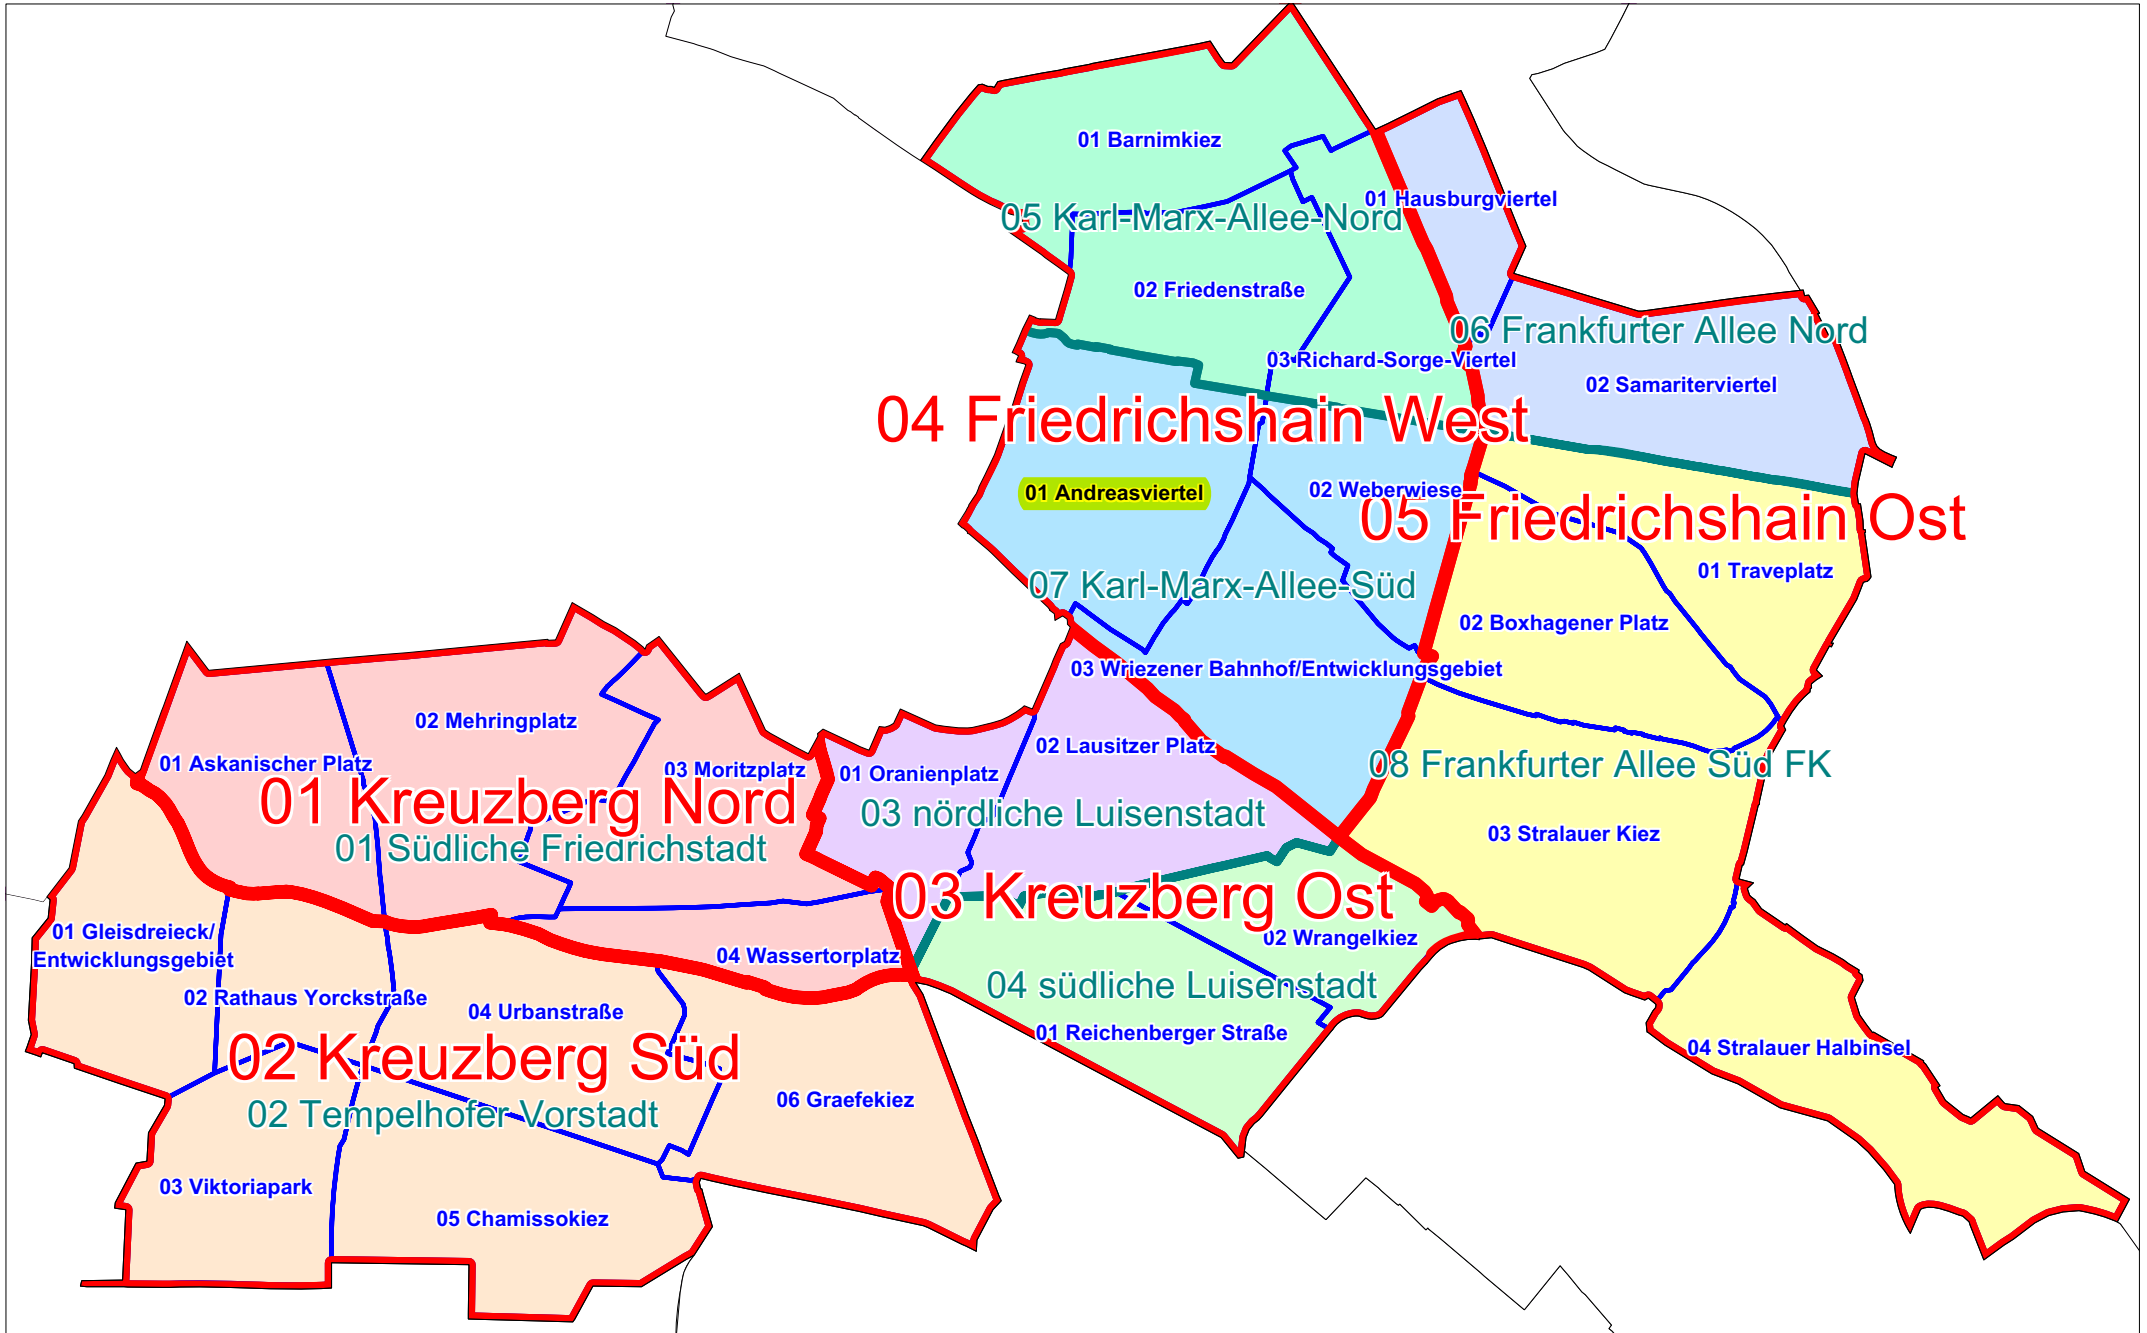 01 Barnimkiez
01 Hausburgviertel
05 Karl-Marx-Allee-Nord
02 Friedenstraße
06 Frankfurter Allee Nord
03 Richard-Sorge-Viertel
02 Samariterviertel
04 Friedrichshain West
01 Andreasviertel
02 Weberwiese
05 Friedrichshain Ost
01 Traveplatz
07 Karl-Marx-Allee-Süd
02 Boxhagener Platz
03 Wriezener Bahnhof/Entwicklungsgebiet
02 Mehringplatz
02 Lausitzer Platz
01 Askanischer Platz
03 Moritzplatz
01 Oranienplatz
08 Frankfurter Allee Süd FK
01 Kreuzberg Nord
03 nördliche Luisenstadt
03 Stralauer Kiez
01 Südliche Friedrichstadt
03 Kreuzberg Ost
01 Gleisdreieck/
Entwicklungsgebiet
02 Wrangelkiez
04 Wassertorplatz
04 südliche Luisenstadt
02 Rathaus Yorckstraße
04 Urbanstraße
01 Reichenberger Straße
04 Stralauer Halbinsel
02 Kreuzberg Süd
06 Graefekiez
02 Tempelhofer Vorstadt
03 Viktoriapark
05 Chamissokiez